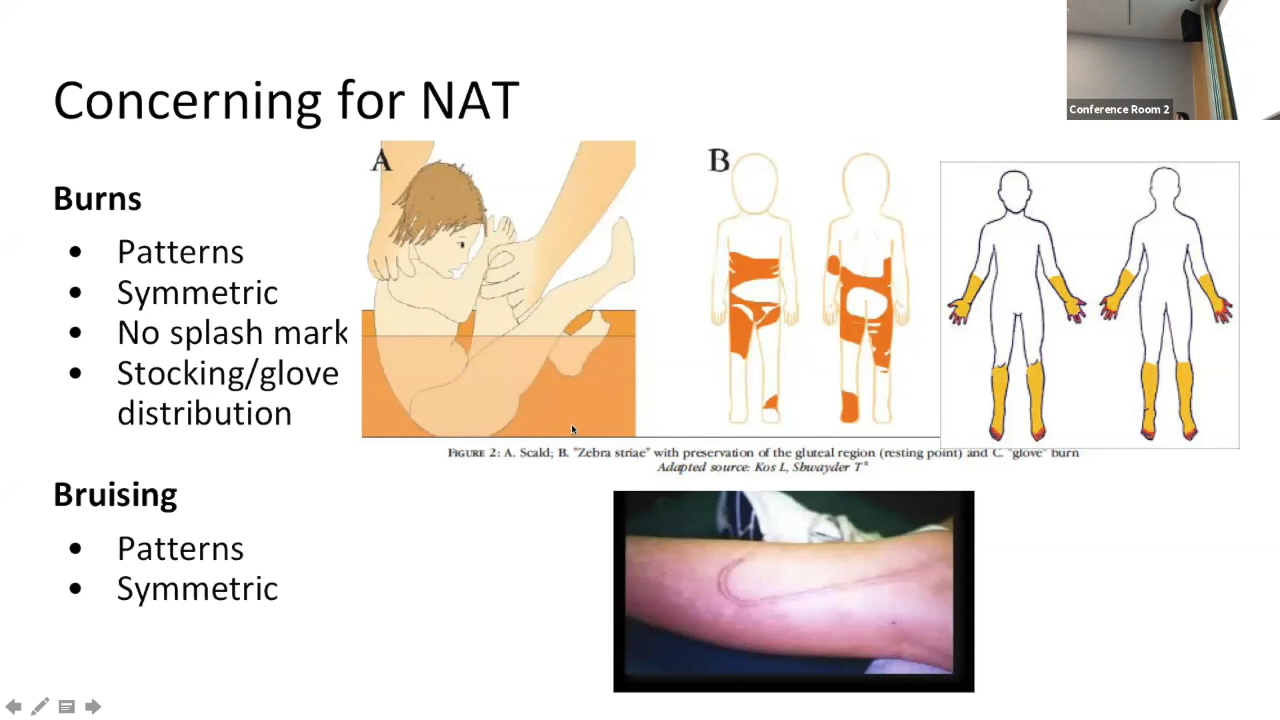 Conference Room 2
Concerning for NAT
A
B
Burns
• Patterns
• Symmetric
• No splash mark
• Stocking/glove
distribution
FIGURE 2: A. Scald; B. "Zebra striae" with preservation of the gluteal region (resting point) and C. "glove" burn
Adapted source: Kos L, Shwayder T
Bruising
• Patterns
• Symmetric